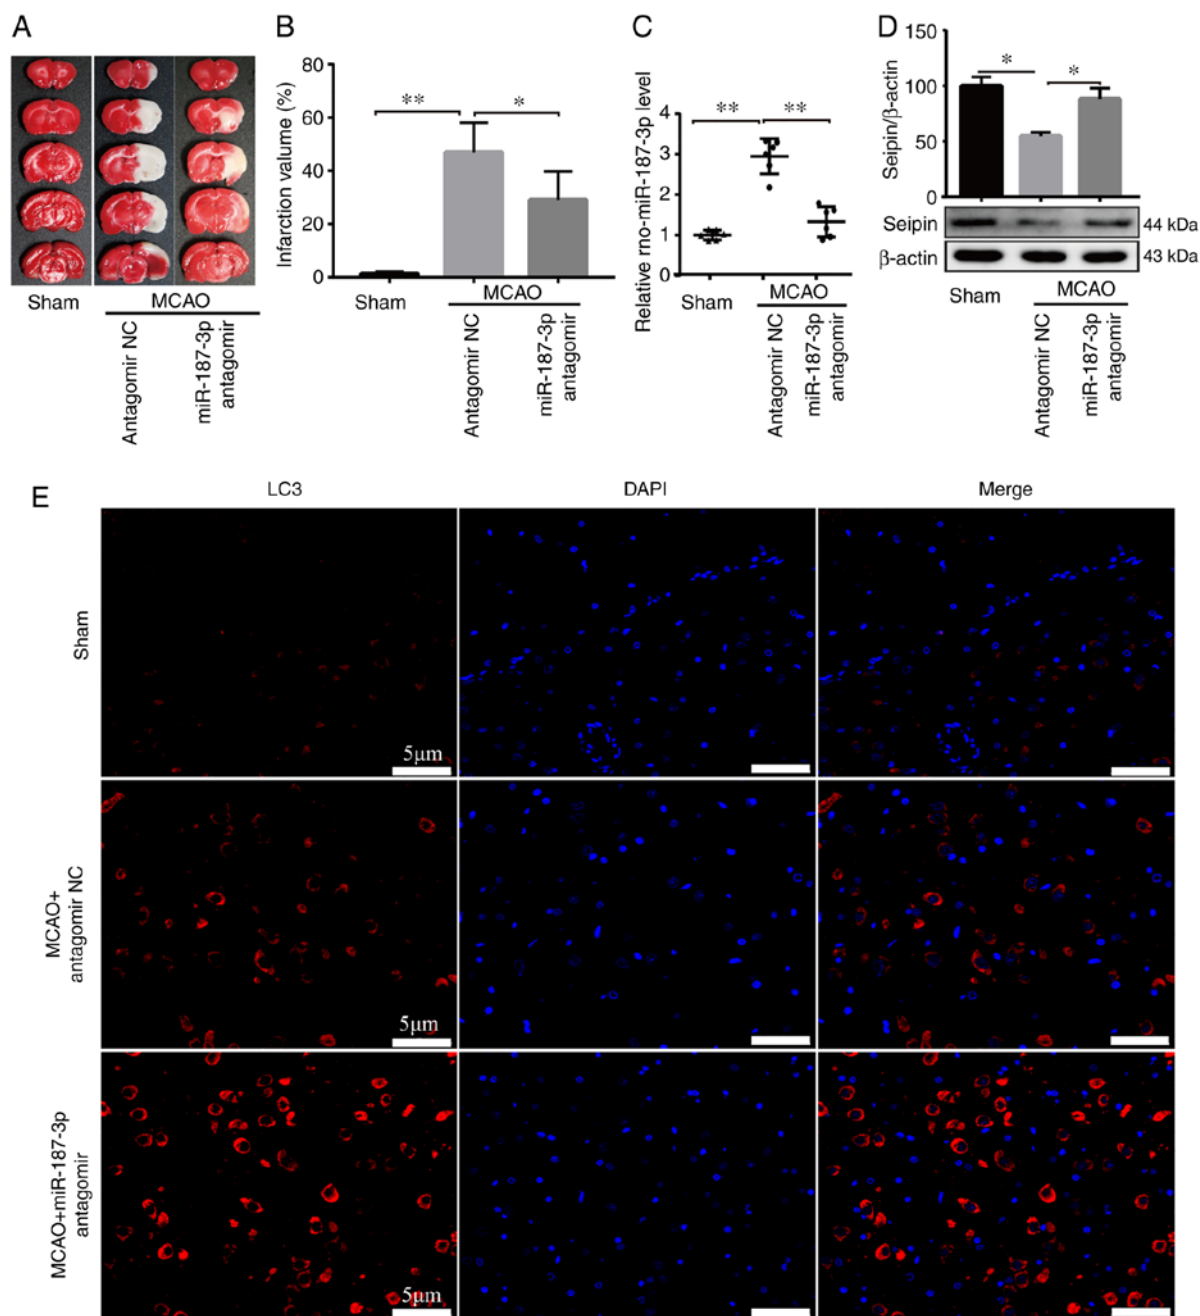 A
Sham
MCAO
Antagomir NC
miR-187-3p
antagomir
B
Infarction valume (%)
80
60
40
20
0
**
*
Sham
MCAO
Antagomir NC
miR-187-3p
antagomir
C
Relative rno-miR-187-3p level
4
3
2
1
0
**
**
Sham
MCAO
Antagomir NC
miR-187-3p
antagomir
D
Seipin/β-actin
150
100
50
0
*
*
Seipin
44 kDa
β-actin
43 kDa
Sham
MCAO
Antagomir NC
miR-187-3p
antagomir
E
LC3
DAPI
Merge
Sham
5μm
MCAO+
antagomir NC
5μm
MCAO+miR-187-3p
antagomir
5μm